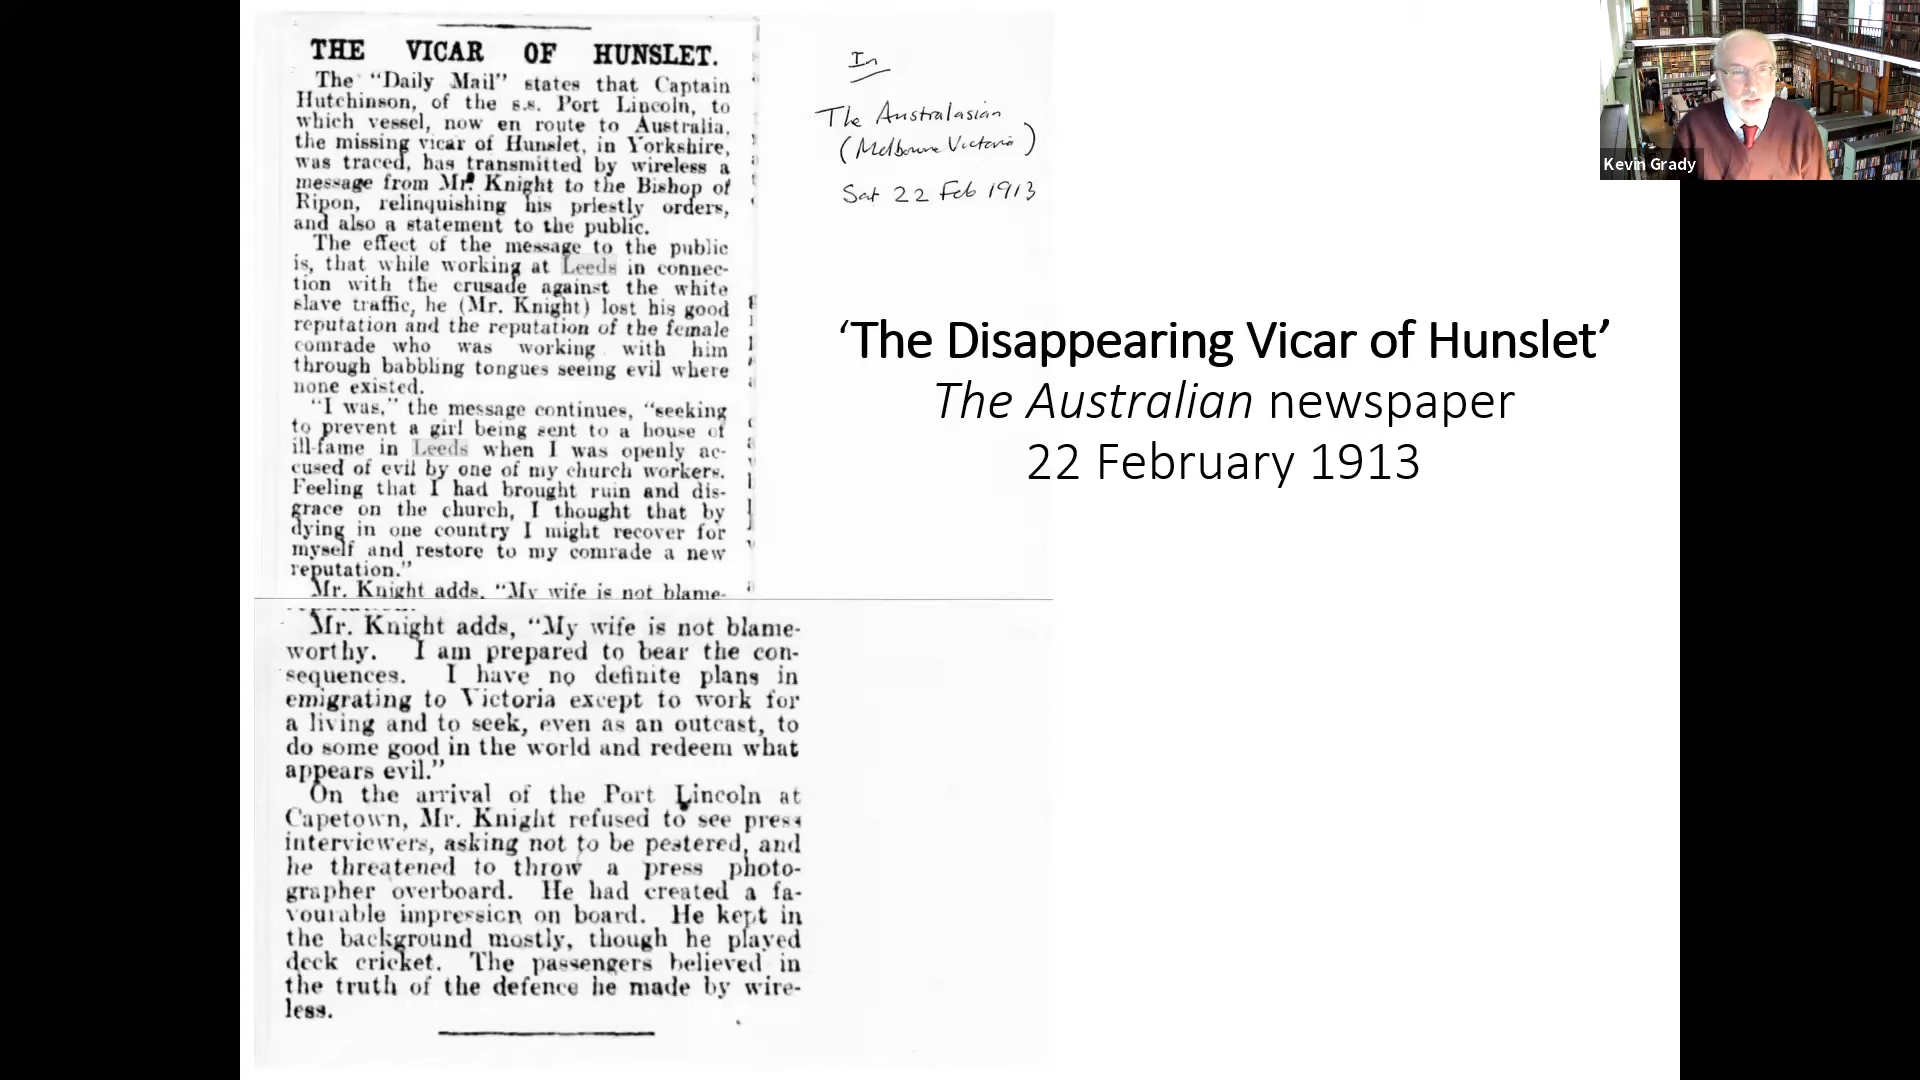 THE VICAR OF HUNSLET.
The "Daily Mail" states that Captain
Hutchinson, of the s.s. Port Lincoln, to
which vessel, now en route to Australia,
the missing vicar of Hunslet, in Yorkshire,
was traced, has transmitted by wireless a
message from Mr. Knight to the Bishop of
Ripon, relinquishing his priestly orders,
and also a statement to the public.
The effect of the message to the public
is, that while working at Leeds in connec-
tion with the crusade against the white
slave traffic, he (Mr. Knight) lost his good
reputation and the reputation of the female
comrade who was working with him
through babbling tongues seeing evil where
none existed.
"I was," the message continues, "seeking
to prevent a girl being sent to a house of
ill-fame in Leeds when I was openly ac-
cused of evil by one of my church workers.
Feeling that I had brought ruin and dis-
grace on the church, I thought that by
dying in one country I might recover for
myself and restore to my comrade a new
reputation."
Mr. Knight adds, "My wife is not blame-
Mr. Knight adds, "My wife is not blame-
worthy. I am prepared to bear the con-
sequences. I have no definite plans in
emigrating to Victoria except to work for
a living and to seek, even as an outcast, to
do some good in the world and redeem what
appears evil."
On the arrival of the Port Lincoln at
Capetown, Mr. Knight refused to see press
interviewers, asking not to be pestered, and
he threatened to throw a press photo-
grapher overboard. He had created a fa-
vourable impression on board. He kept in
the background mostly, though he played
deck cricket. The passengers believed in
the truth of the defence he made by wire-
less.
In
The Australasian
(Melbourne Victoria)
Sat 22 Feb 1913
‘The Disappearing Vicar of Hunslet’
The Australian newspaper
22 February 1913
Kevin Grady